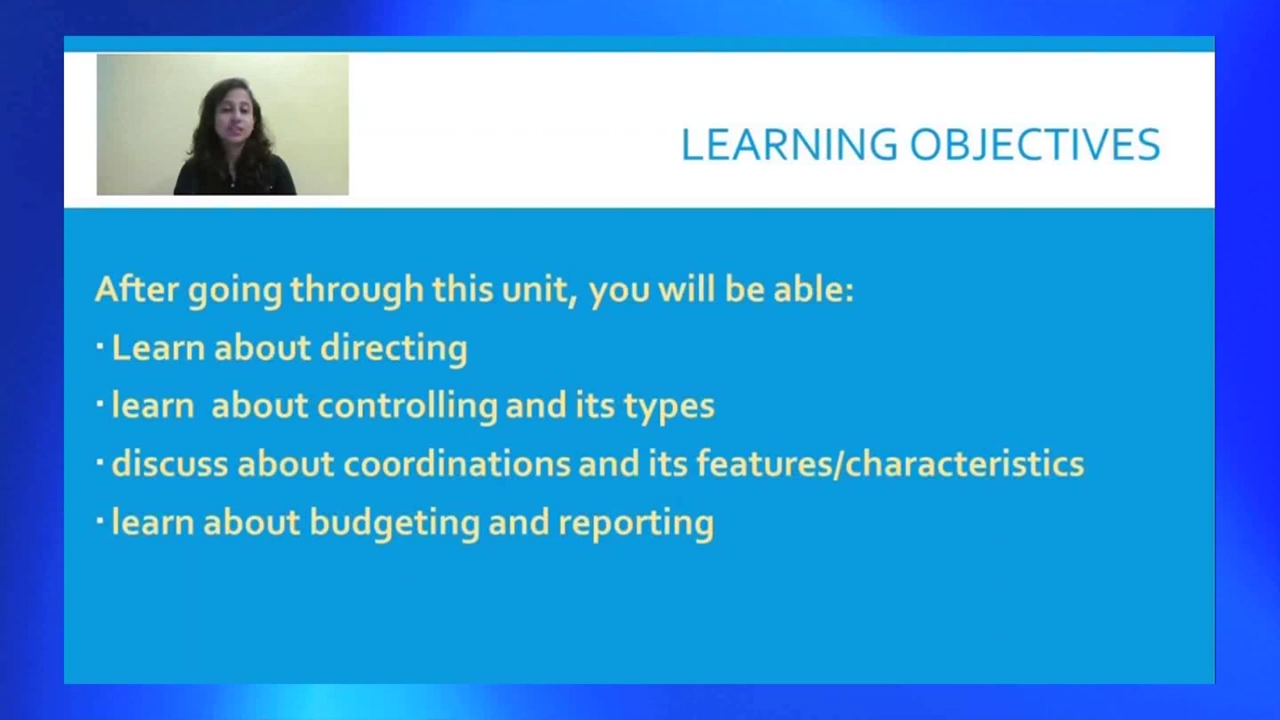 LEARNING OBJECTIVES
After going through this unit, you will be able:
· Learn about directing
· learn  about controlling and its types
· discuss about coordinations and its features/characteristics
· learn about budgeting and reporting